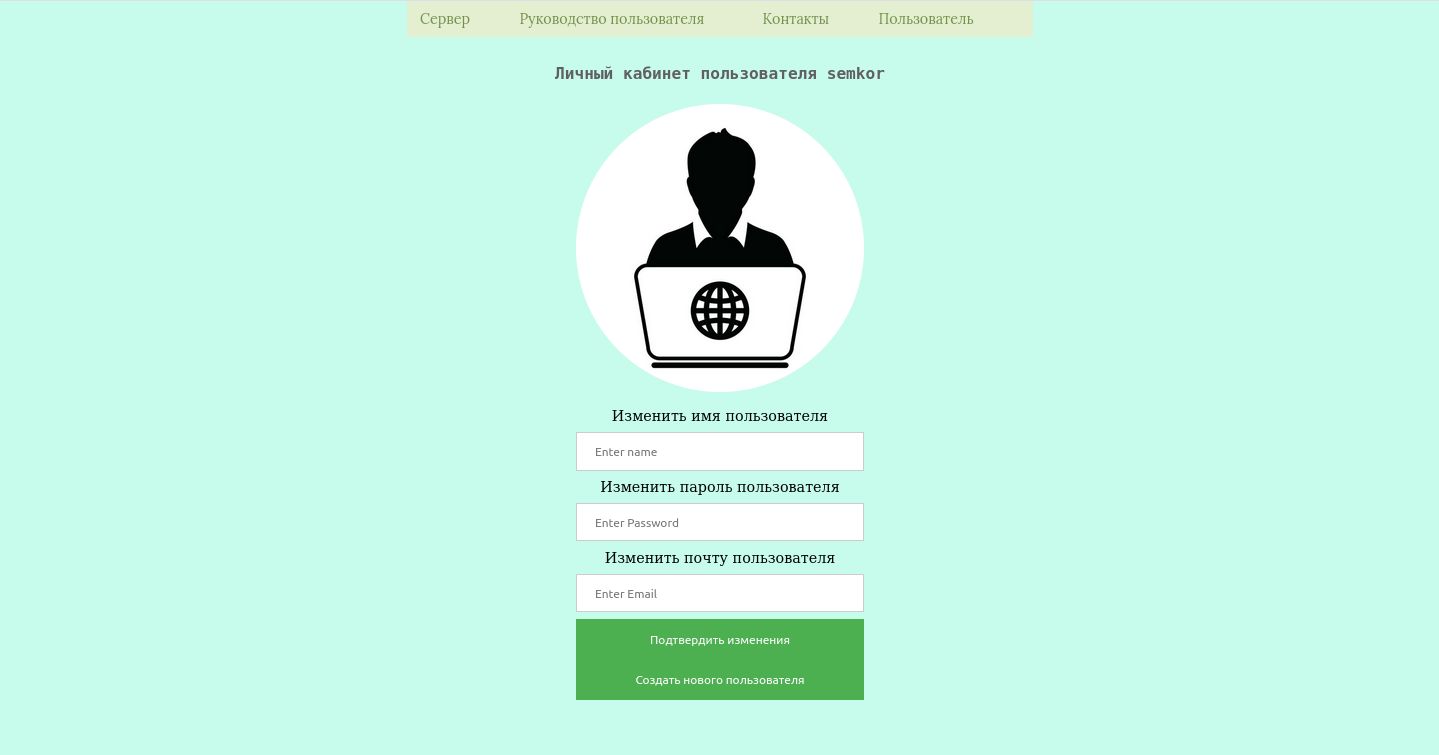 Сервер Руководство пользователя Контакты Пользователь
Личный кабинет пользователя semkor
Изменить имя пользователя
Enter name
Изменить пароль пользователя
Enter Password
Изменить почту пользователя
Enter Email
Подтвердить изменения
Создать нового пользователя